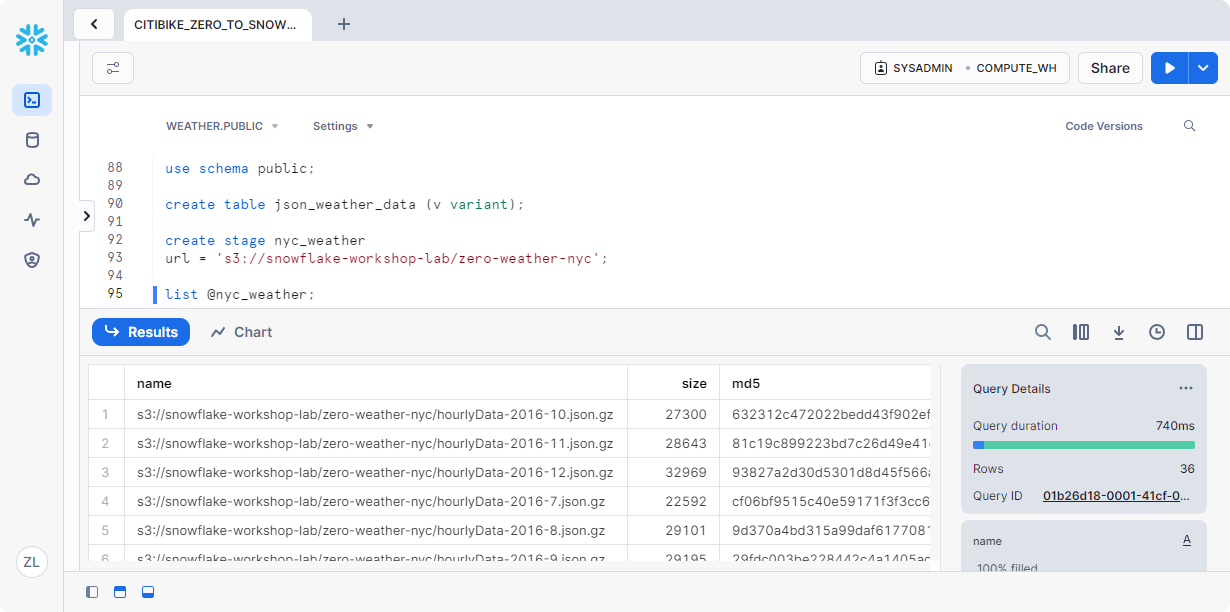 CITIBIKE_ZERO_TO_SNOW...
SYSADMIN COMPUTE_WH Share
WEATHER.PUBLIC Settings Code Versions
88 use schema public;
89
90 create table json_weather_data (v variant);
91
92 create stage nyc_weather
93 url = 's3://snowflake-workshop-lab/zero-weather-nyc';
94
95 list @nyc_weather;
Results Chart
name size md5
1 s3://snowflake-workshop-lab/zero-weather-nyc/hourlyData-2016-10.json.gz 27300 632312c472022bedd43f902ef
2 s3://snowflake-workshop-lab/zero-weather-nyc/hourlyData-2016-11.json.gz 28643 81c19c899223bd7c26d49e41
3 s3://snowflake-workshop-lab/zero-weather-nyc/hourlyData-2016-12.json.gz 32969 93827a2d30d5301d8d45f566
4 s3://snowflake-workshop-lab/zero-weather-nyc/hourlyData-2016-7.json.gz 22592 cf06bf9515c40e59171f3f3cc6
5 s3://snowflake-workshop-lab/zero-weather-nyc/hourlyData-2016-8.json.gz 29101 9d370a4bd315a99daf6177081
6 s3://snowflake-workshop-lab/zero-weather-nyc/hourlyData-2016-9.json.gz 29195
Query Details
Query duration 740ms
Rows 36
Query ID 01b26d18-0001-41cf-0...
name A
100% filled
ZL